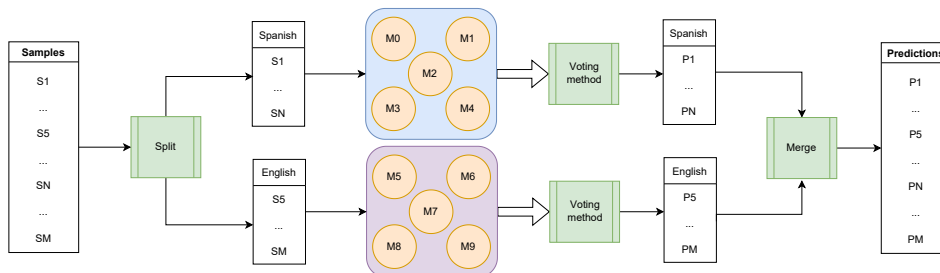 Samples
S1
...
S5
...
SN
...
SM
Split
Spanish
S1
...
SN
English
S5
...
SM
M0
M1
M2
M3
M4
M5
M6
M7
M8
M9
Voting
method
Voting
method
Spanish
P1
...
PN
English
P5
...
PM
Merge
Predictions
P1
...
P5
...
PN
...
PM